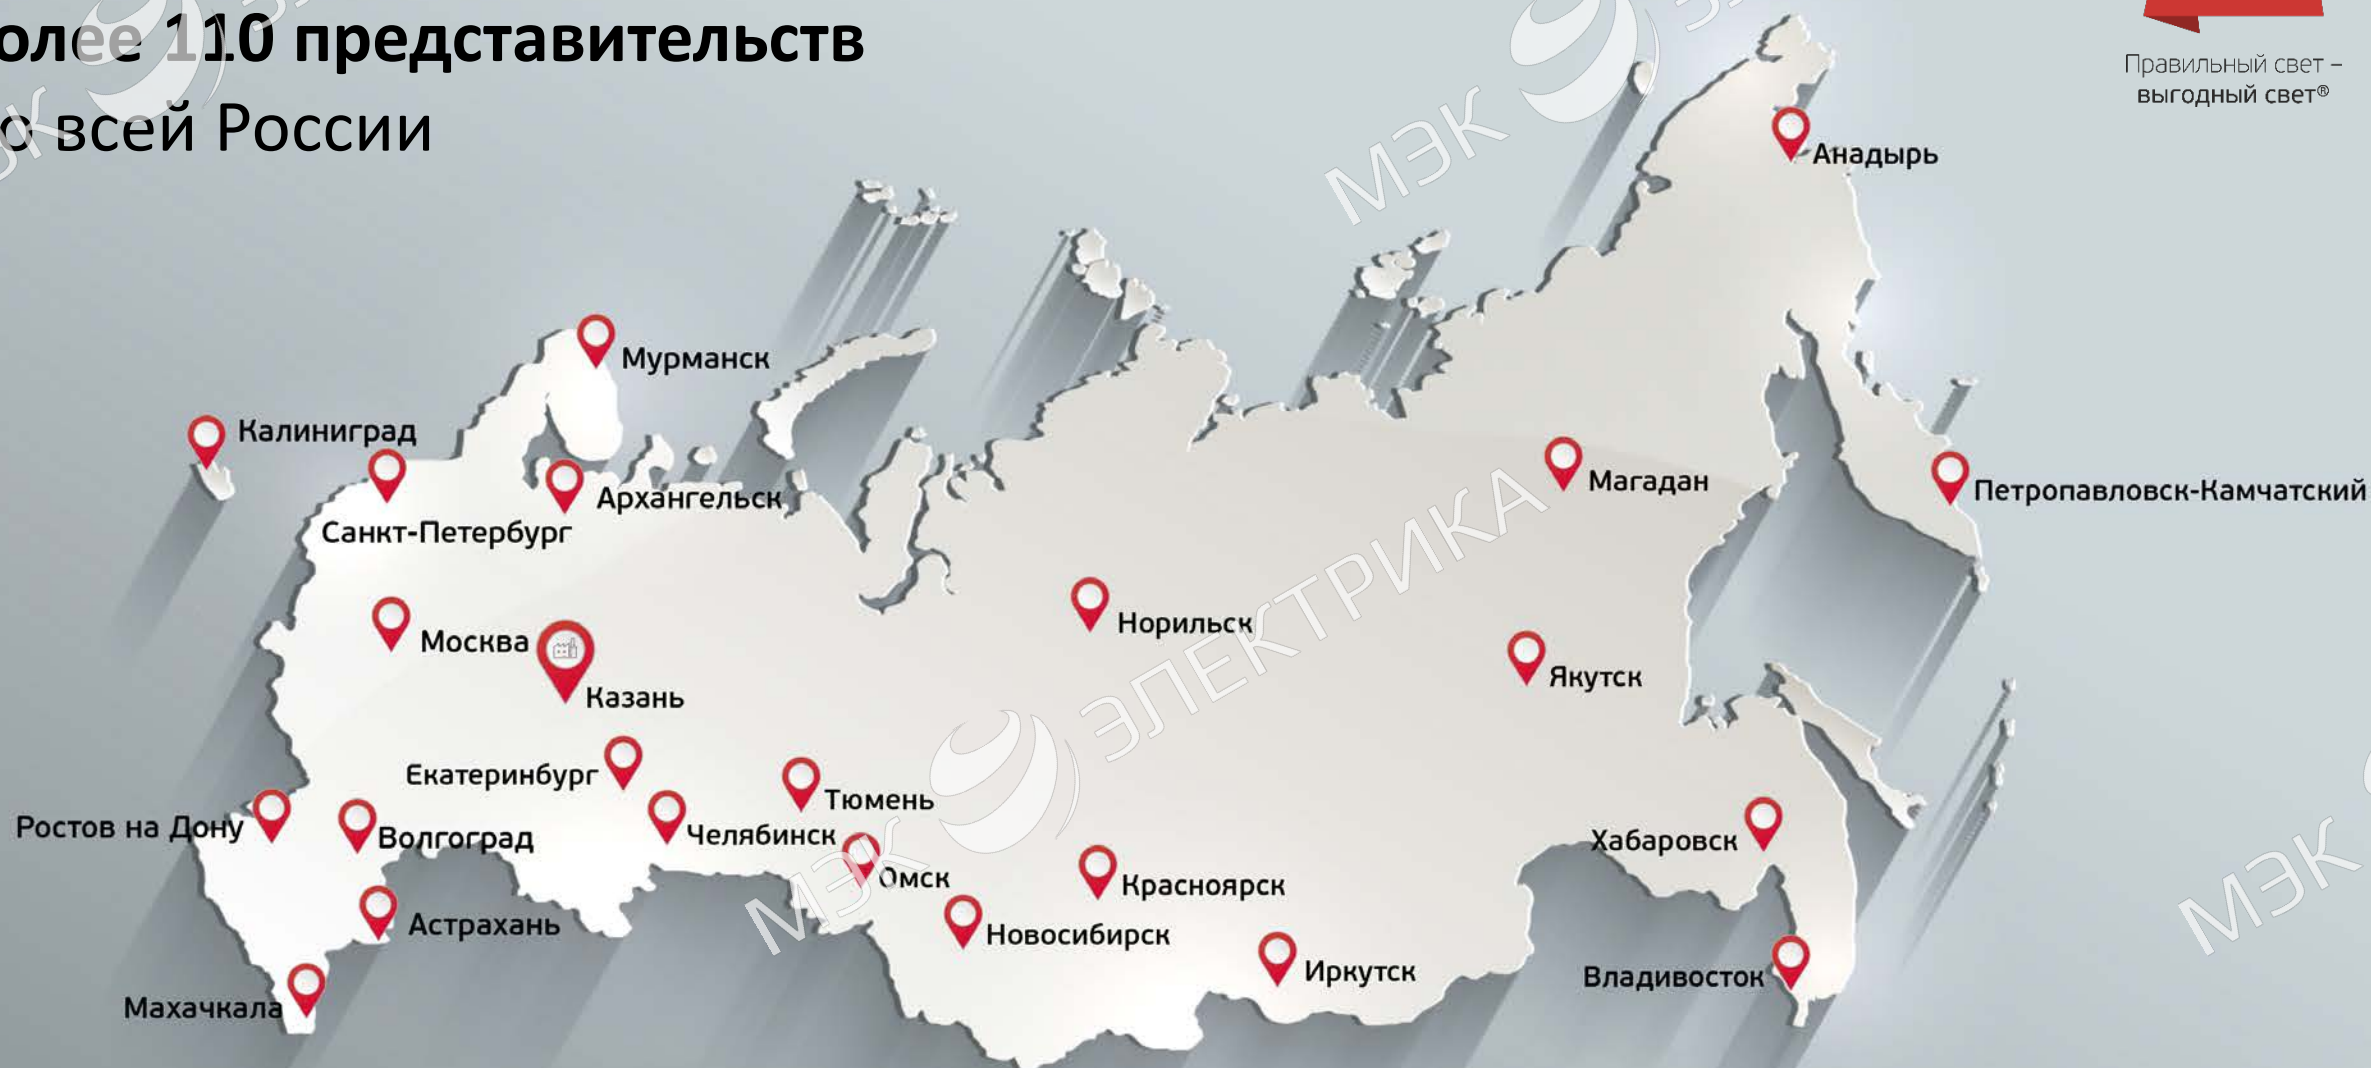 олее 110 представительств
о всей России
Правильный свет –
выгодный свет®
Анадырь
Мурманск
Калиниград
Архангельск
Санкт-Петербург
Магадан
Петропавловск-Камчатский
Москва
Казань
Норильск
Якутск
Екатеринбург
Тюмень
Ростов на Дону
Волгоград
Челябинск
Омск
Красноярск
Хабаровск
Астрахань
Новосибирск
Иркутск
Владивосток
Махачкала
МЭК
МЭК ЭЛЕКТРИКА
МЭК